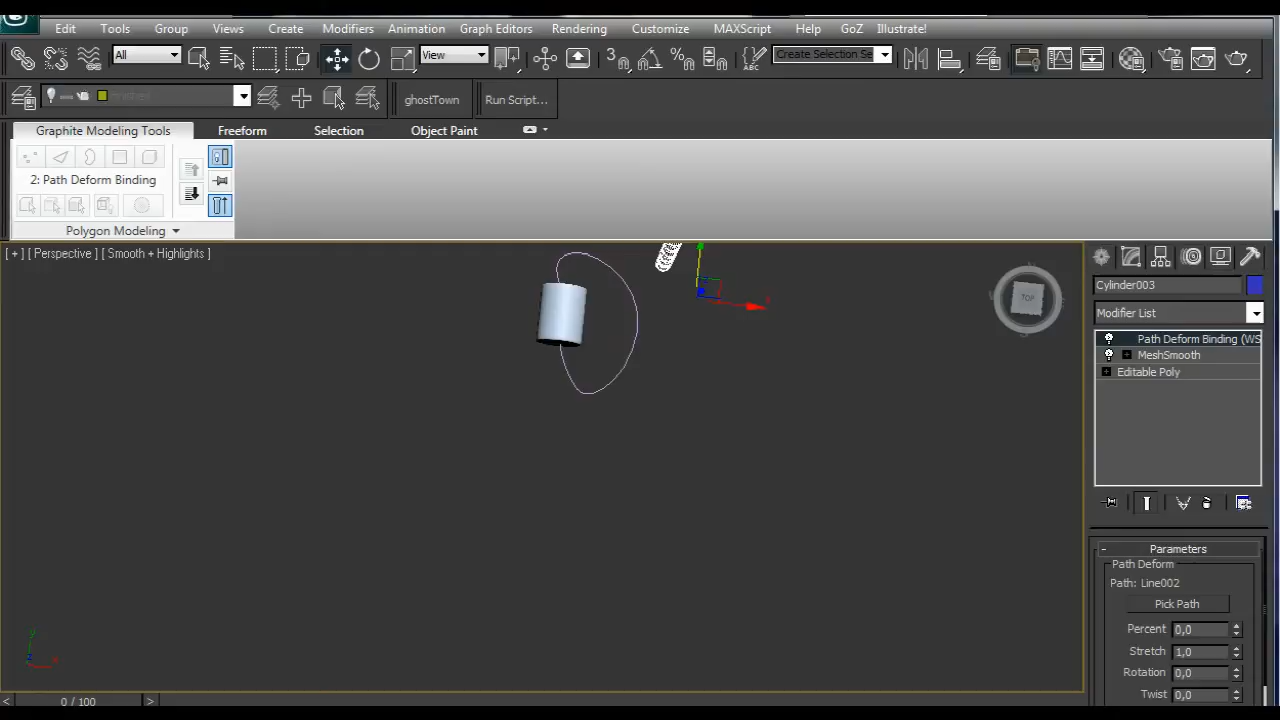 Edit Tools Group Views Create Modifiers Animation Graph Editors Rendering Customize MAXScript Help GoZ Illustrate!
All View 3 Create Selection Se
ghostTown Run Script...
Graphite Modeling Tools Freeform Selection Object Paint
2: Path Deform Binding
Polygon Modeling
[ + ] [ Perspective ] [ Smooth + Highlights ]
TOP
Cylinder003
Modifier List
Path Deform Binding (WS
MeshSmooth
Editable Poly
x
Parameters
Path Deform
Path: Line002
Pick Path
Percent 0,0
Stretch 1,0
Rotation 0,0
Twist 0,0
y
x
< 0 / 100 >